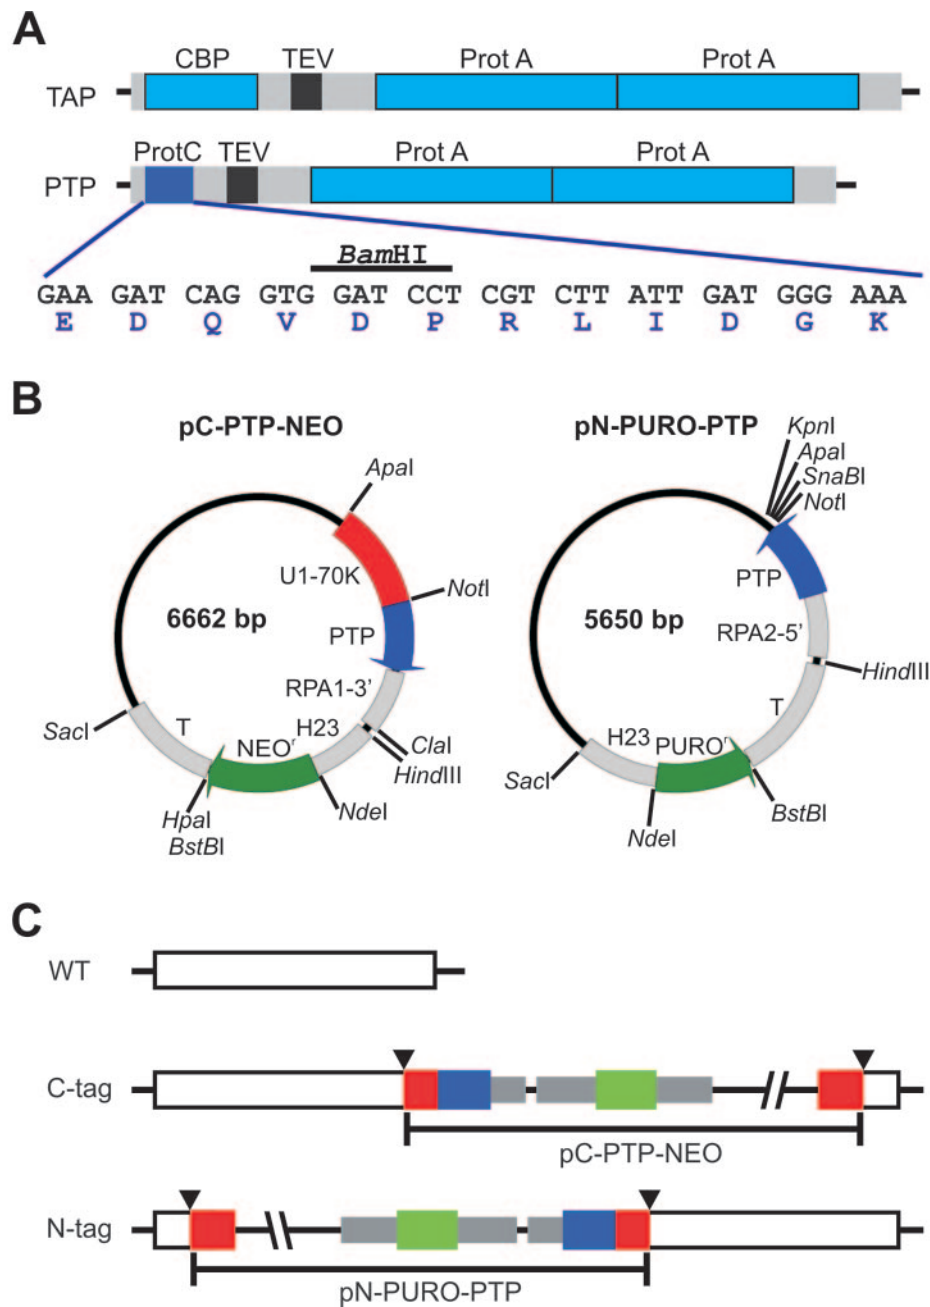 A
CBP TEV Prot A Prot A
TAP
ProtC TEV Prot A Prot A
PTP
BamHI
GAA GAT CAG GTG GAT CCT CGT CTT ATT GAT GGG AAA
E D Q V D P R L I D G K
B
pC-PTP-NEO
ApaI
U1-70K
NotI
6662 bp
PTP
RPA1-3’
H23
ClaI
HindIII
NdeI
NEOr
HpaI
BstBI
T
SacI
pN-PURO-PTP
KpnI
ApaI
SnaBI
NotI
PTP
5650 bp
RPA2-5’
HindIII
T
H23
PUROr
SacI
NdeI
BstBI
C
WT
C-tag
pC-PTP-NEO
N-tag
pN-PURO-PTP